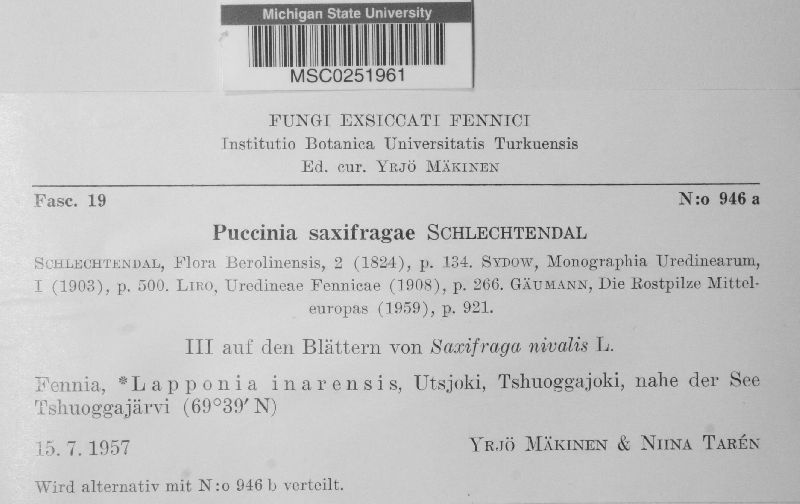 Michigan State University
MSC0251961
FUNGI EXSICCATI FENNICI
Institutio Botanica Universitatis Turkuensis
Ed. cur. YRJÖ MÄKINEN
Fasc. 19 N:o 946 a
Puccinia saxifragae SCHLECHTENDAL
SCHLECHTENDAL, Flora Berolinensis, 2 (1824), p. 134. SYDOW, Monographia Uredinearum,
I (1903), p. 500. LIRO, Uredineae Fennicae (1908), p. 266. GÄUMANN, Die Rostpilze Mittel-
europas (1959), p. 921.
III auf den Blättern von Saxifraga nivalis L.
Fennia, *Lapponia inarensis, Utsjoki, Tshuoggajoki, nahe der See
Tshuoggajärvi (69°39′ N)
15. 7. 1957 YRJÖ MÄKINEN & NIINA TARÉN
Wird alternativ mit N:o 946 b verteilt.